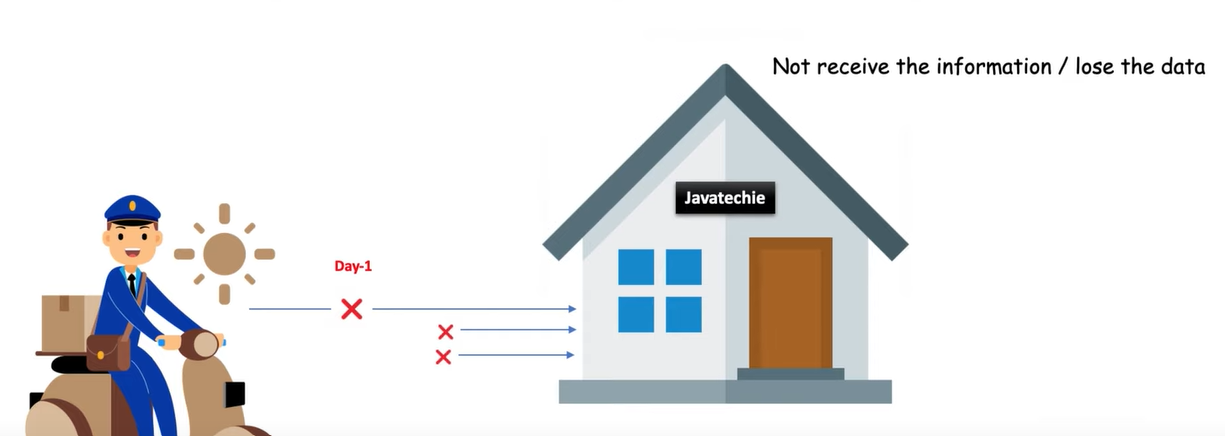 Not receive the information / lose the data
Javatechie
Day-1